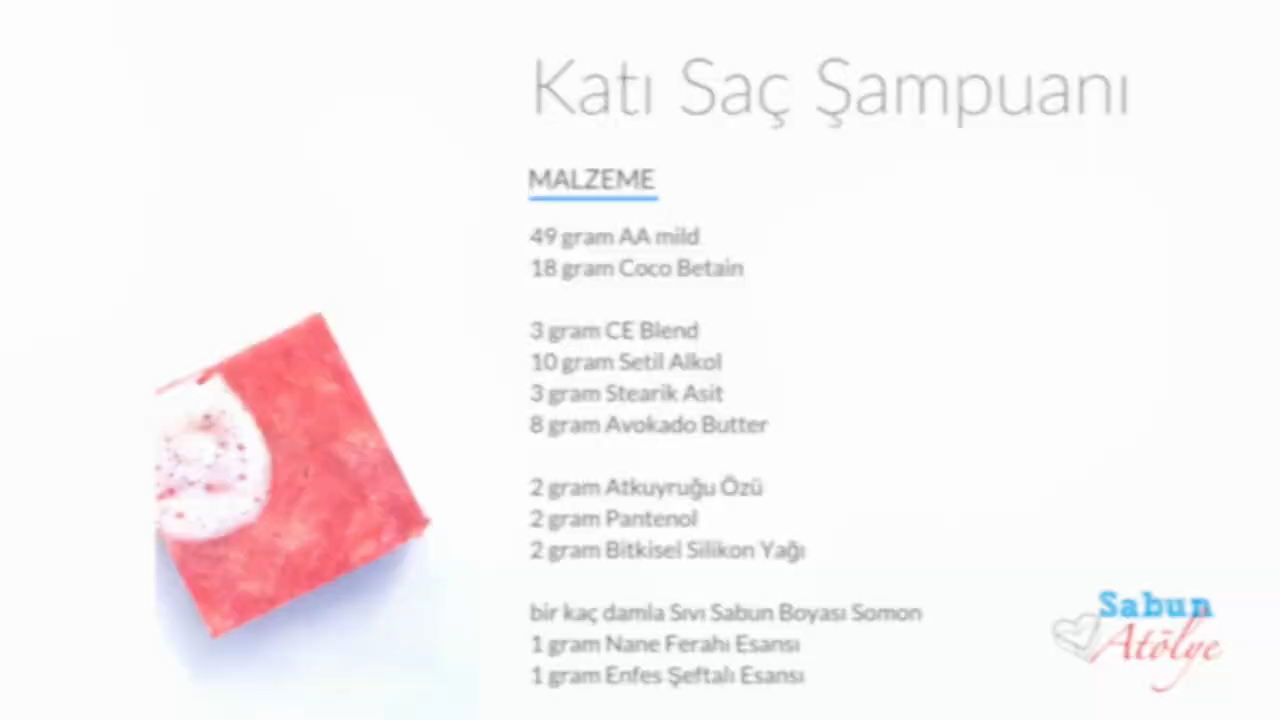 Katı Saç Şampuanı
MALZEME
49 gram AA mild
18 gram Coco Betain
3 gram CE Blend
10 gram Setil Alkol
3 gram Stearik Asit
8 gram Avokado Butter
2 gram Atkuyruğu Özü
2 gram Pantenol
2 gram Bitkisel Silikon Yağı
bir kaç damla Sıvı Sabun Boyası Somon
1 gram Nane Ferahı Esansı
1 gram Enfes Şeftalı Esansı
Sabun
Atölye